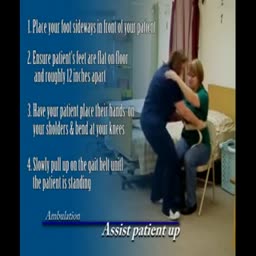 1. Place your foot sideways in front of your patient
2. Ensure patient's feet are flat on floor
and roughly 12 inches apart
3. Have your patient place their hands on
your sholders & bend at your knees
4. Slowly pull up on the gait belt until
the patient is standing
Ambulation
Assist patient up